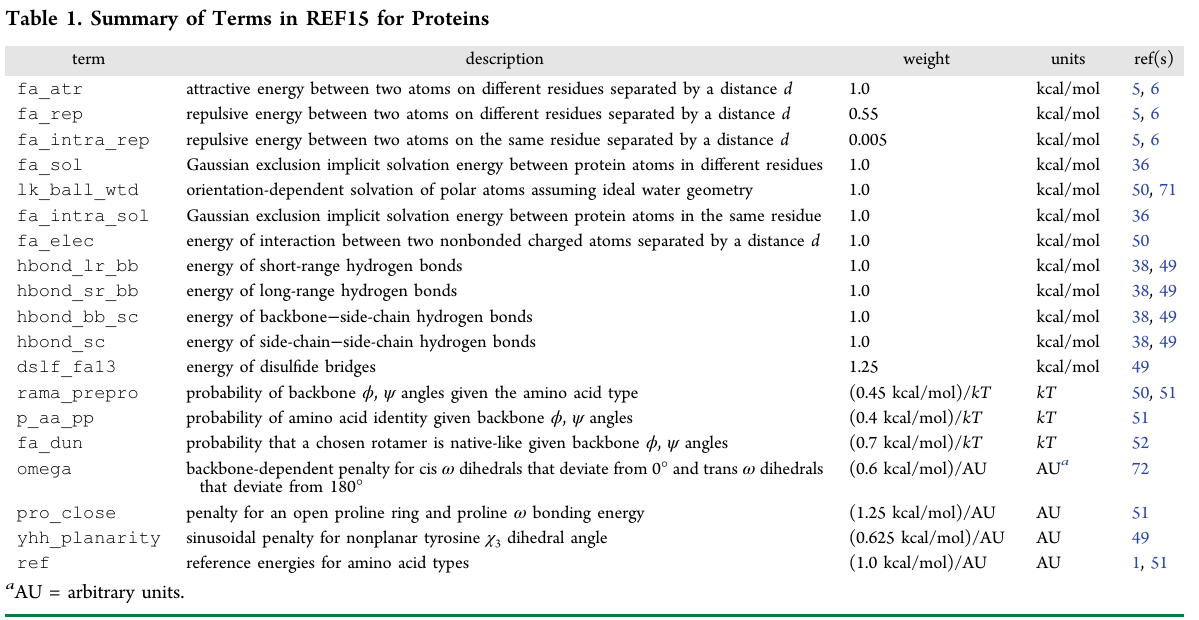 Table 1. Summary of Terms in REF15 for Proteins
term description weight units ref(s)
fa_atr attractive energy between two atoms on different residues separated by a distance d 1.0 kcal/mol 5, 6
fa_rep repulsive energy between two atoms on different residues separated by a distance d 0.55 kcal/mol 5, 6
fa_intra_rep repulsive energy between two atoms on the same residue separated by a distance d 0.005 kcal/mol 5, 6
fa_sol Gaussian exclusion implicit solvation energy between protein atoms in different residues 1.0 kcal/mol 36
lk_ball_wtd orientation-dependent solvation of polar atoms assuming ideal water geometry 1.0 kcal/mol 50, 71
fa_intra_sol Gaussian exclusion implicit solvation energy between protein atoms in the same residue 1.0 kcal/mol 36
fa_elec energy of interaction between two nonbonded charged atoms separated by a distance d 1.0 kcal/mol 50
hbond_lr_bb energy of short-range hydrogen bonds 1.0 kcal/mol 38, 49
hbond_sr_bb energy of long-range hydrogen bonds 1.0 kcal/mol 38, 49
hbond_bb_sc energy of backbone−side-chain hydrogen bonds 1.0 kcal/mol 38, 49
hbond_sc energy of side-chain−side-chain hydrogen bonds 1.0 kcal/mol 38, 49
dslf_fa13 energy of disulfide bridges 1.25 kcal/mol 49
rama_prepro probability of backbone ϕ, ψ angles given the amino acid type (0.45 kcal/mol)/kT kT 50, 51
p_aa_pp probability of amino acid identity given backbone ϕ, ψ angles (0.4 kcal/mol)/kT kT 51
fa_dun probability that a chosen rotamer is native-like given backbone ϕ, ψ angles (0.7 kcal/mol)/kT kT 52
omega backbone-dependent penalty for cis ω dihedrals that deviate from 0° and trans ω dihedrals (0.6 kcal/mol)/AU AUᵃ 72
that deviate from 180°
pro_close penalty for an open proline ring and proline ω bonding energy (1.25 kcal/mol)/AU AU 51
yhh_planarity sinusoidal penalty for nonplanar tyrosine χ₃ dihedral angle (0.625 kcal/mol)/AU AU 49
ref reference energies for amino acid types (1.0 kcal/mol)/AU AU 1, 51
ᵃAU = arbitrary units.